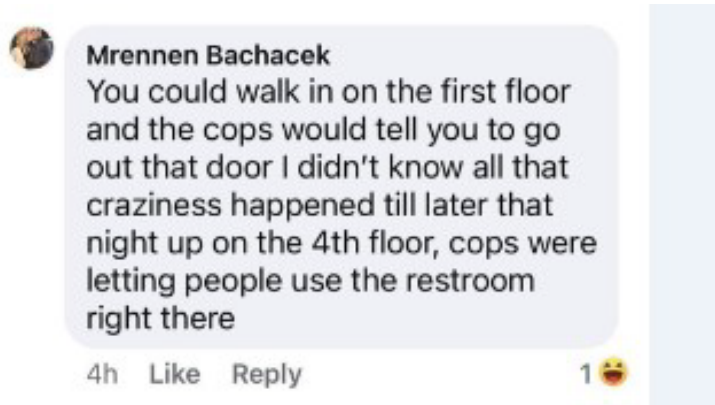 Mrennen Bachacek
You could walk in on the first floor
and the cops would tell you to go
out that door I didn't know all that
craziness happened till later that
night up on the 4th floor, cops were
letting people use the restroom
right there
4h Like Reply 1